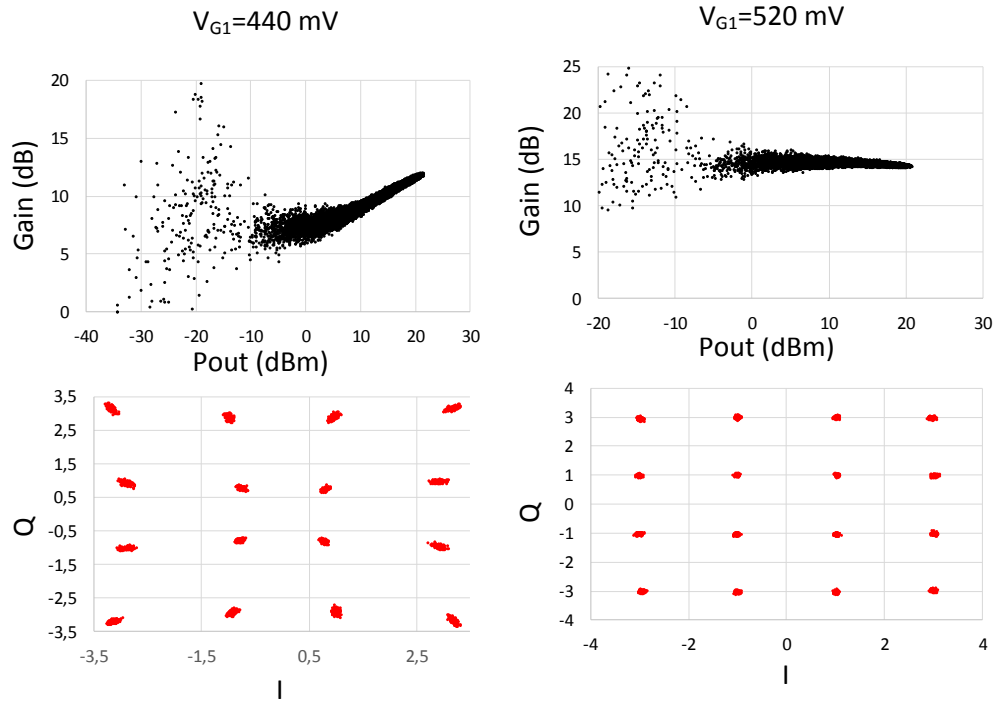 V_G1=440 mV
V_G1=520 mV
Gain (dB)
20
15
10
5
0
-40 -30 -20 -10 0 10 20 30
Pout (dBm)
Gain (dB)
25
20
15
10
5
0
-20 -10 0 10 20 30
Pout (dBm)
Q
3,5
2,5
1,5
0,5
-0,5
-1,5
-2,5
-3,5
-3,5 -1,5 0,5 2,5
I
Q
4
3
2
1
0
-1
-2
-3
-4
-4 -2 0 2 4
I